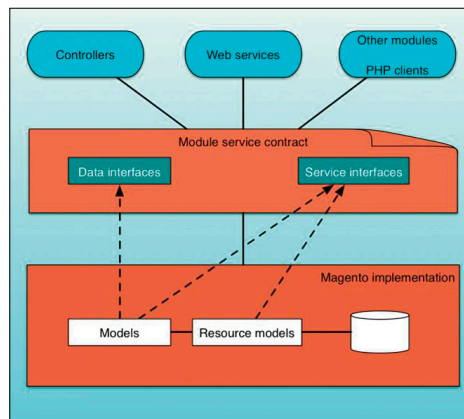 Controllers
Web services
Other modules
PHP clients
Module service contract
Data interfaces
Service interfaces
Magento implementation
Models
Resource models